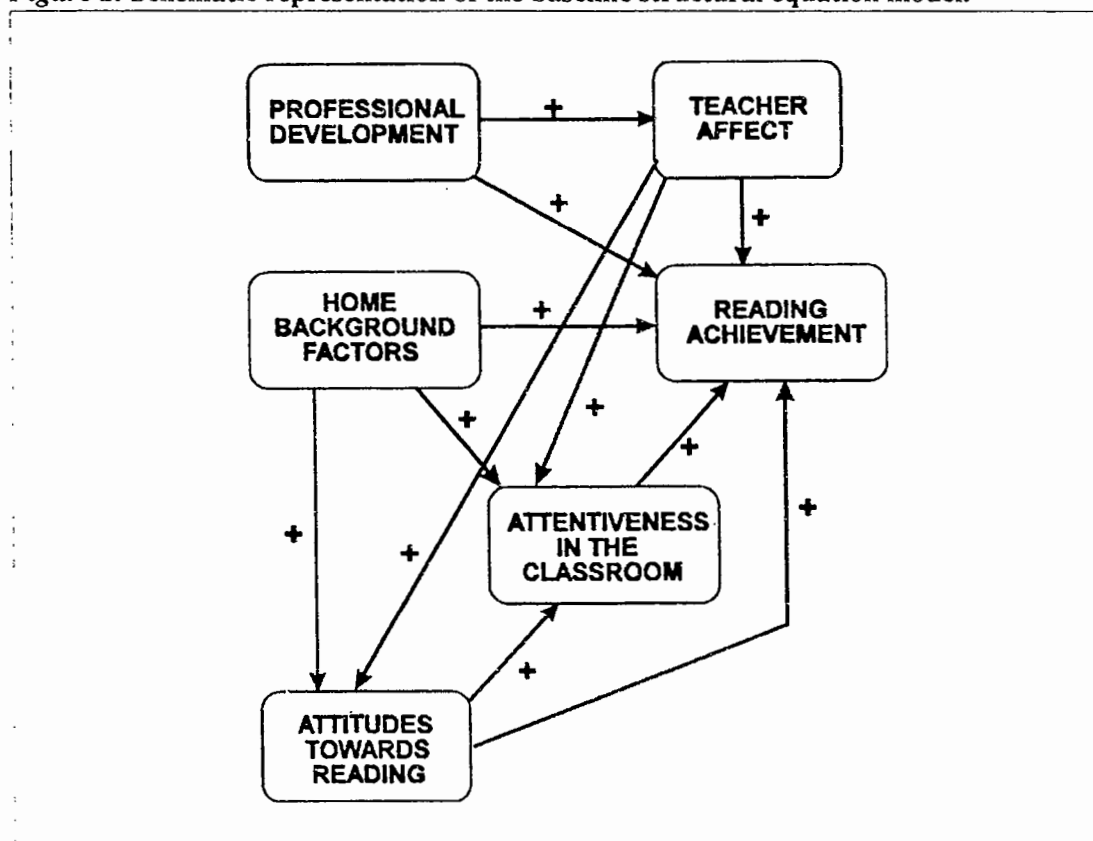 PROFESSIONAL
DEVELOPMENT
+
TEACHER
AFFECT
+
+
HOME
BACKGROUND
FACTORS
+
READING
ACHIEVEMENT
+
+
+
ATTENTIVENESS
IN THE
CLASSROOM
+
+
+
+
ATTITUDES
TOWARDS
READING